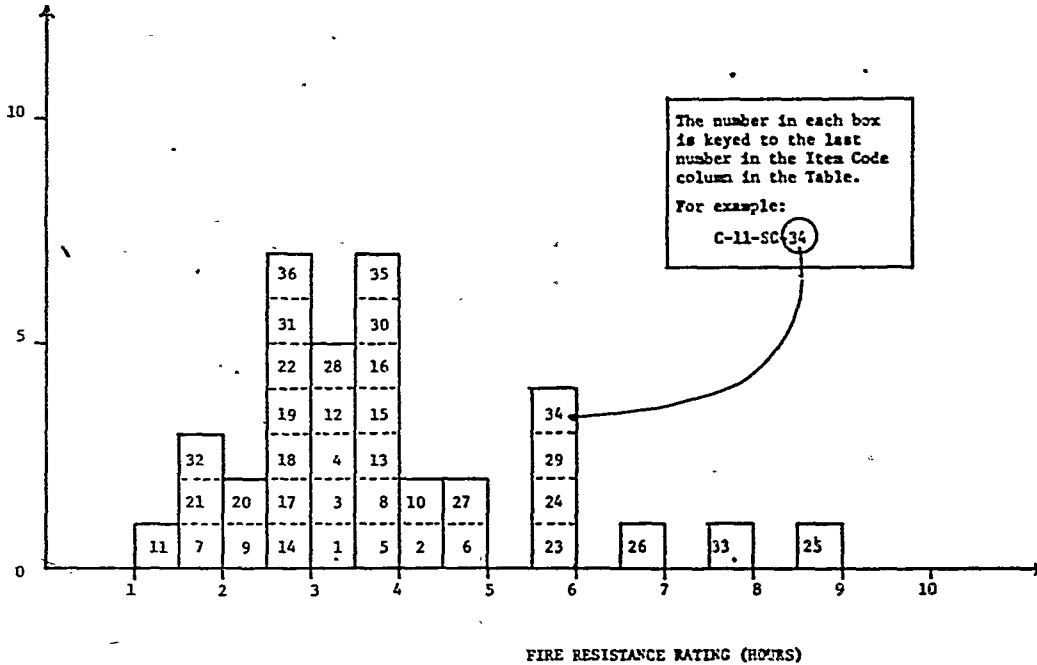 10
The number in each box
is keyed to the last
number in the Item Code
column in the Table.
For example:
C-11-SC-34
36 35
31 30
5
22 28 16
34
19 12 15
32 18 4 13 29
21 20 17 3 8 10 27 24
11 7 9 14 1 5 2 6 23 26 33 25
0
1 2 3 4 5 6 7 8 9 10
FIRE RESISTANCE RATING (HOURS)